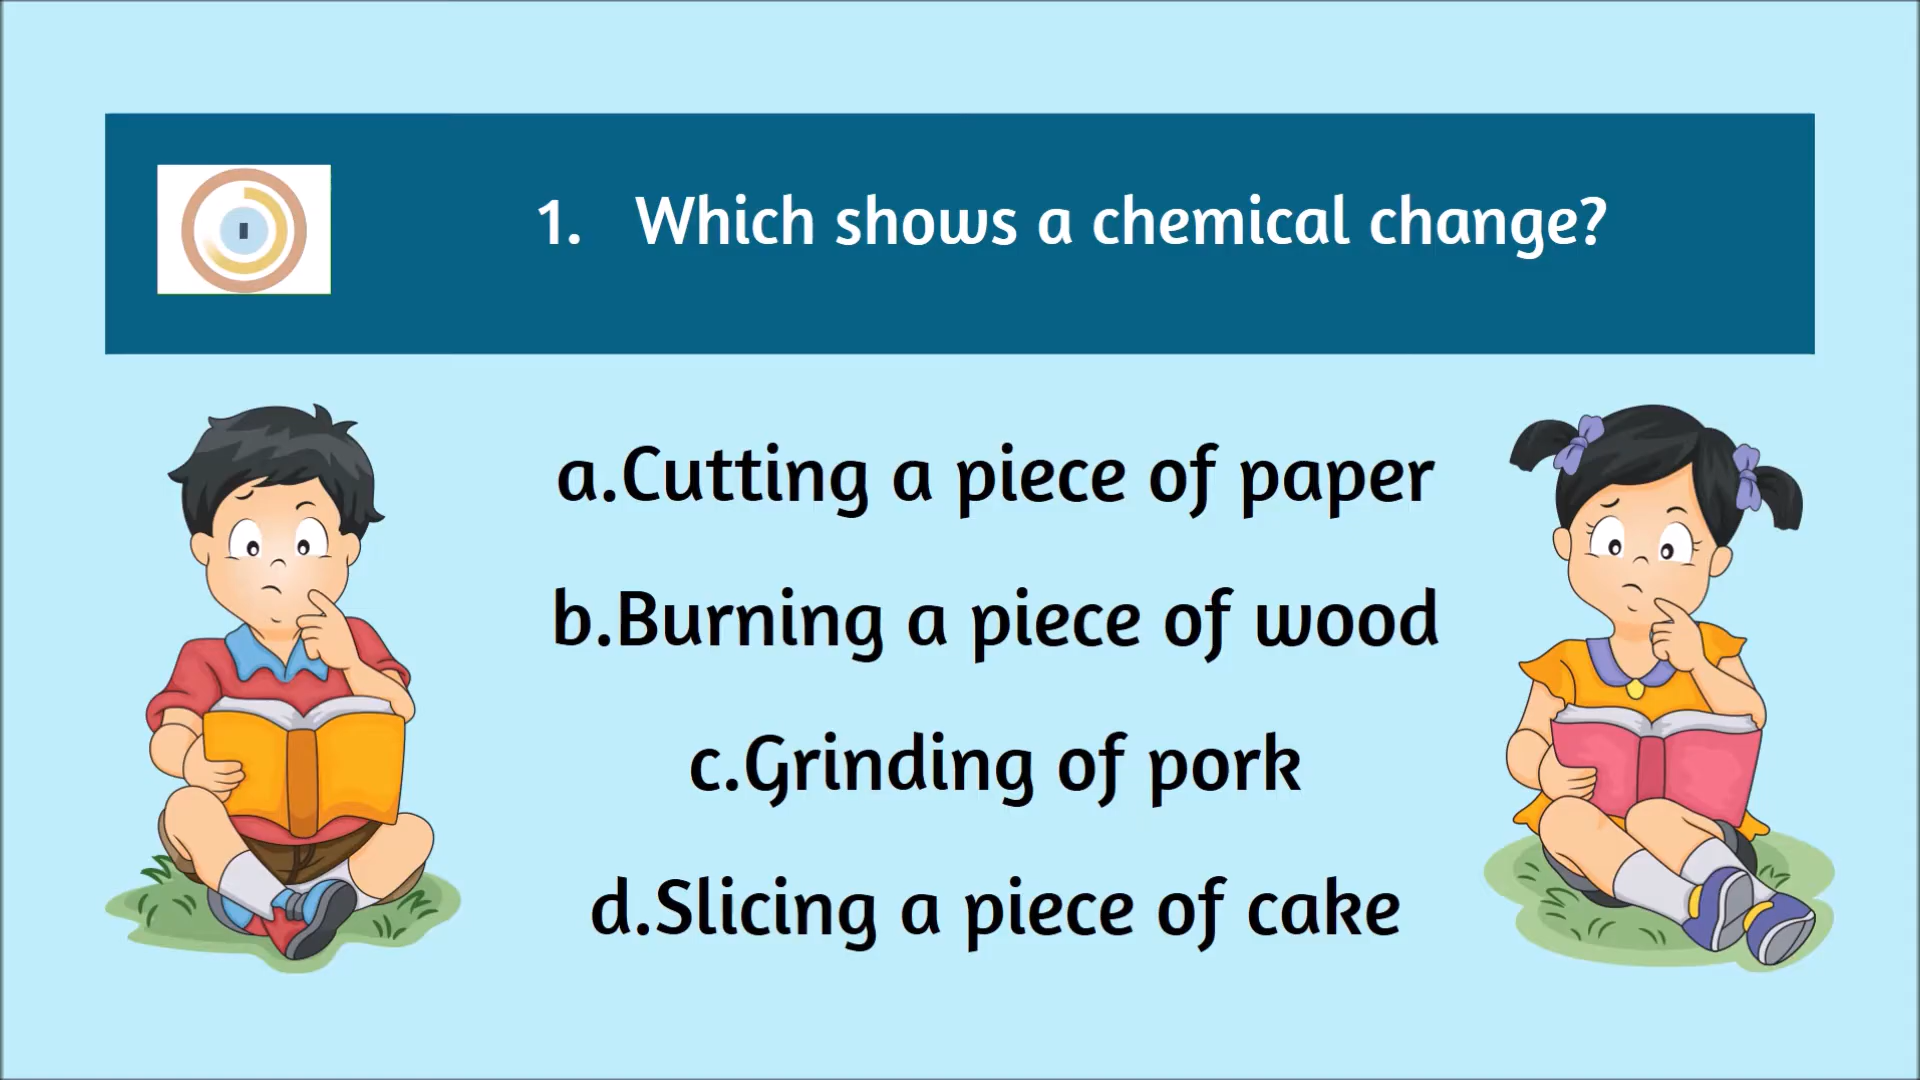 1. Which shows a chemical change?
a.Cutting a piece of paper
b.Burning a piece of wood
c.Grinding of pork
d.Slicing a piece of cake